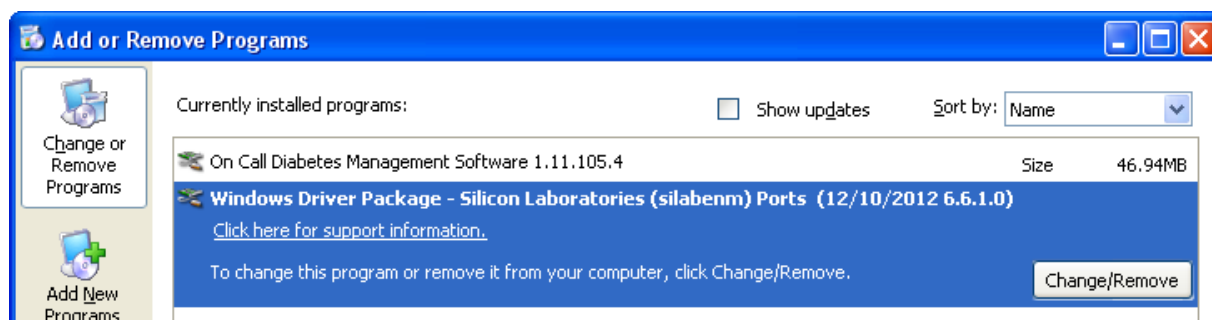 Add or Remove Programs
Change or
Remove
Programs
Add New
Programs
Currently installed programs:
Show updates
Sort by:
Name
On Call Diabetes Management Software 1.11.105.4
Size
46.94MB
Windows Driver Package - Silicon Laboratories (silabenm) Ports (12/10/2012 6.6.1.0)
Click here for support information.
To change this program or remove it from your computer, click Change/Remove.
Change/Remove